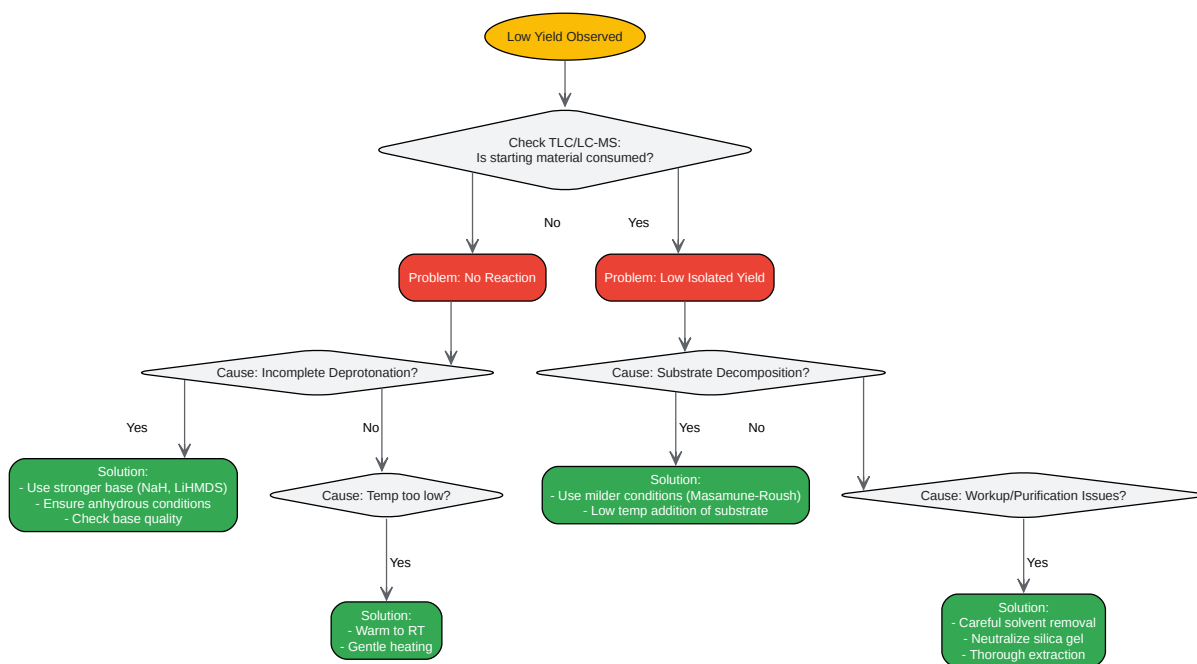 Low Yield Observed
Check TLC/LC-MS:
Is starting material consumed?
No
Yes
Problem: No Reaction
Problem: Low Isolated Yield
Cause: Incomplete Deprotonation?
Cause: Substrate Decomposition?
Yes
No
Yes
No
Solution:
- Use stronger base (NaH, LiHMDS)
- Ensure anhydrous conditions
- Check base quality
Cause: Temp too low?
Solution:
- Use milder conditions (Masamune-Roush)
- Low temp addition of substrate
Cause: Workup/Purification Issues?
Yes
Yes
Solution:
- Warm to RT
- Gentle heating
Solution:
- Careful solvent removal
- Neutralize silica gel
- Thorough extraction